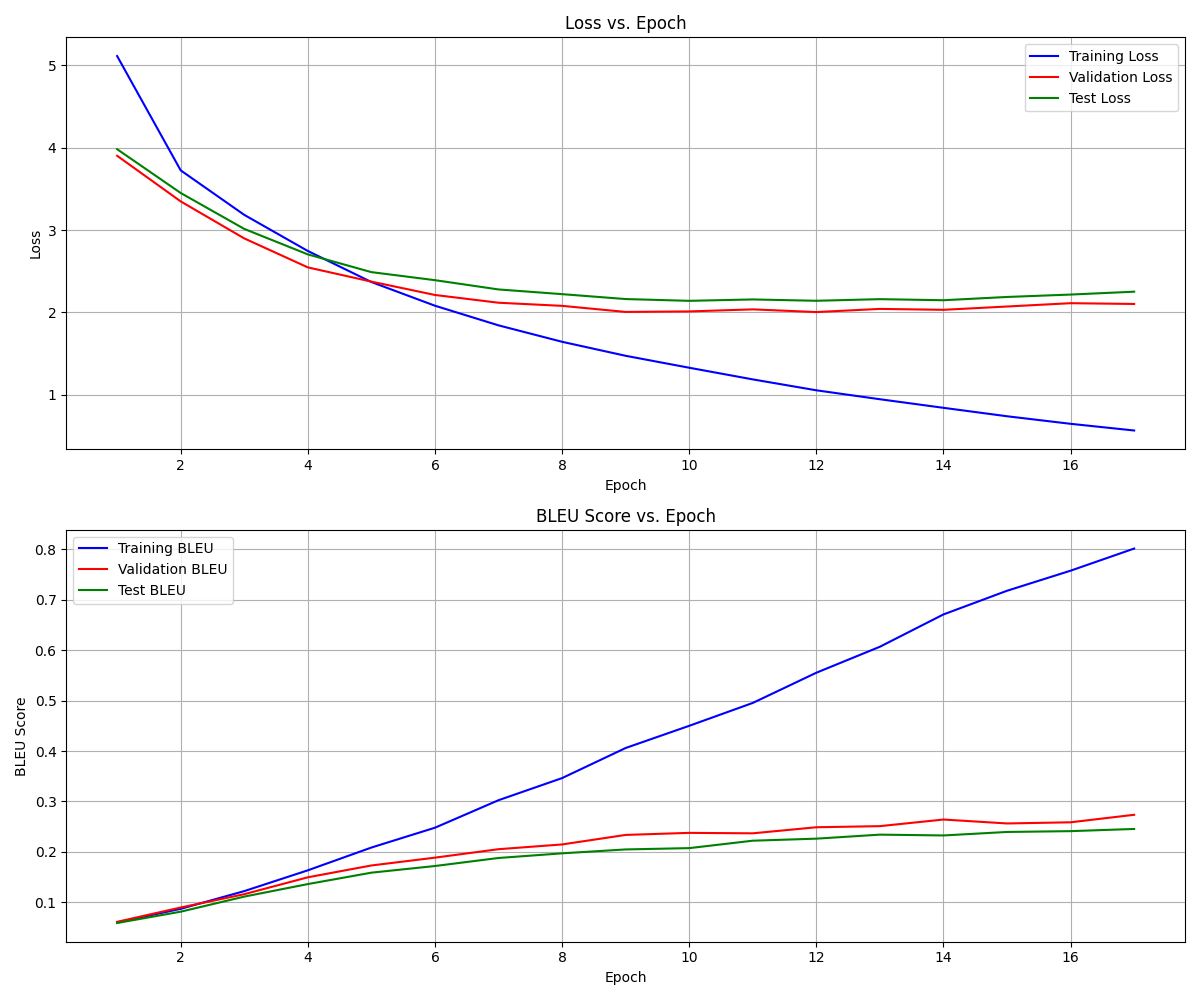 Loss vs. Epoch
5
4
3
2
1
Loss
Training Loss
Validation Loss
Test Loss
2 4 6 8 10 12 14 16
Epoch
BLEU Score vs. Epoch
0.8
0.7
0.6
0.5
0.4
0.3
0.2
0.1
BLEU Score
Training BLEU
Validation BLEU
Test BLEU
2 4 6 8 10 12 14 16
Epoch